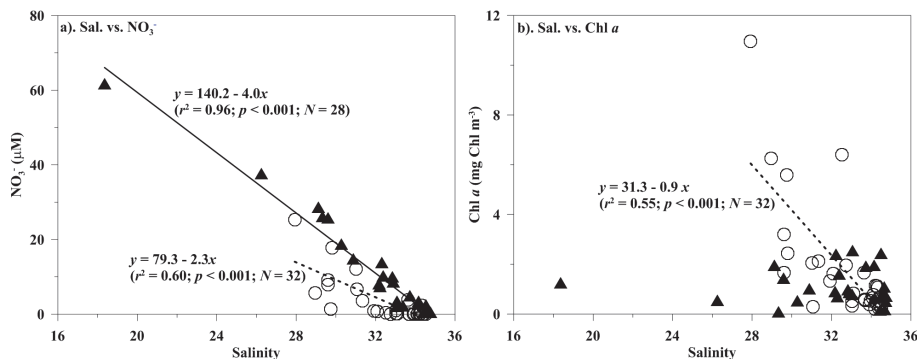 a). Sal. vs. NO₃⁻
80
60
40
20
0
NO₃⁻ (μM)
y = 140.2 - 4.0x
(r² = 0.96; p < 0.001; N = 28)
y = 79.3 - 2.3x
(r² = 0.60; p < 0.001; N = 32)
16 20 24 28 32 36
Salinity
b). Sal. vs. Chl a
12
8
4
0
Chl a (mg Chl m⁻³)
y = 31.3 - 0.9 x
(r² = 0.55; p < 0.001; N = 32)
16 20 24 28 32 36
Salinity